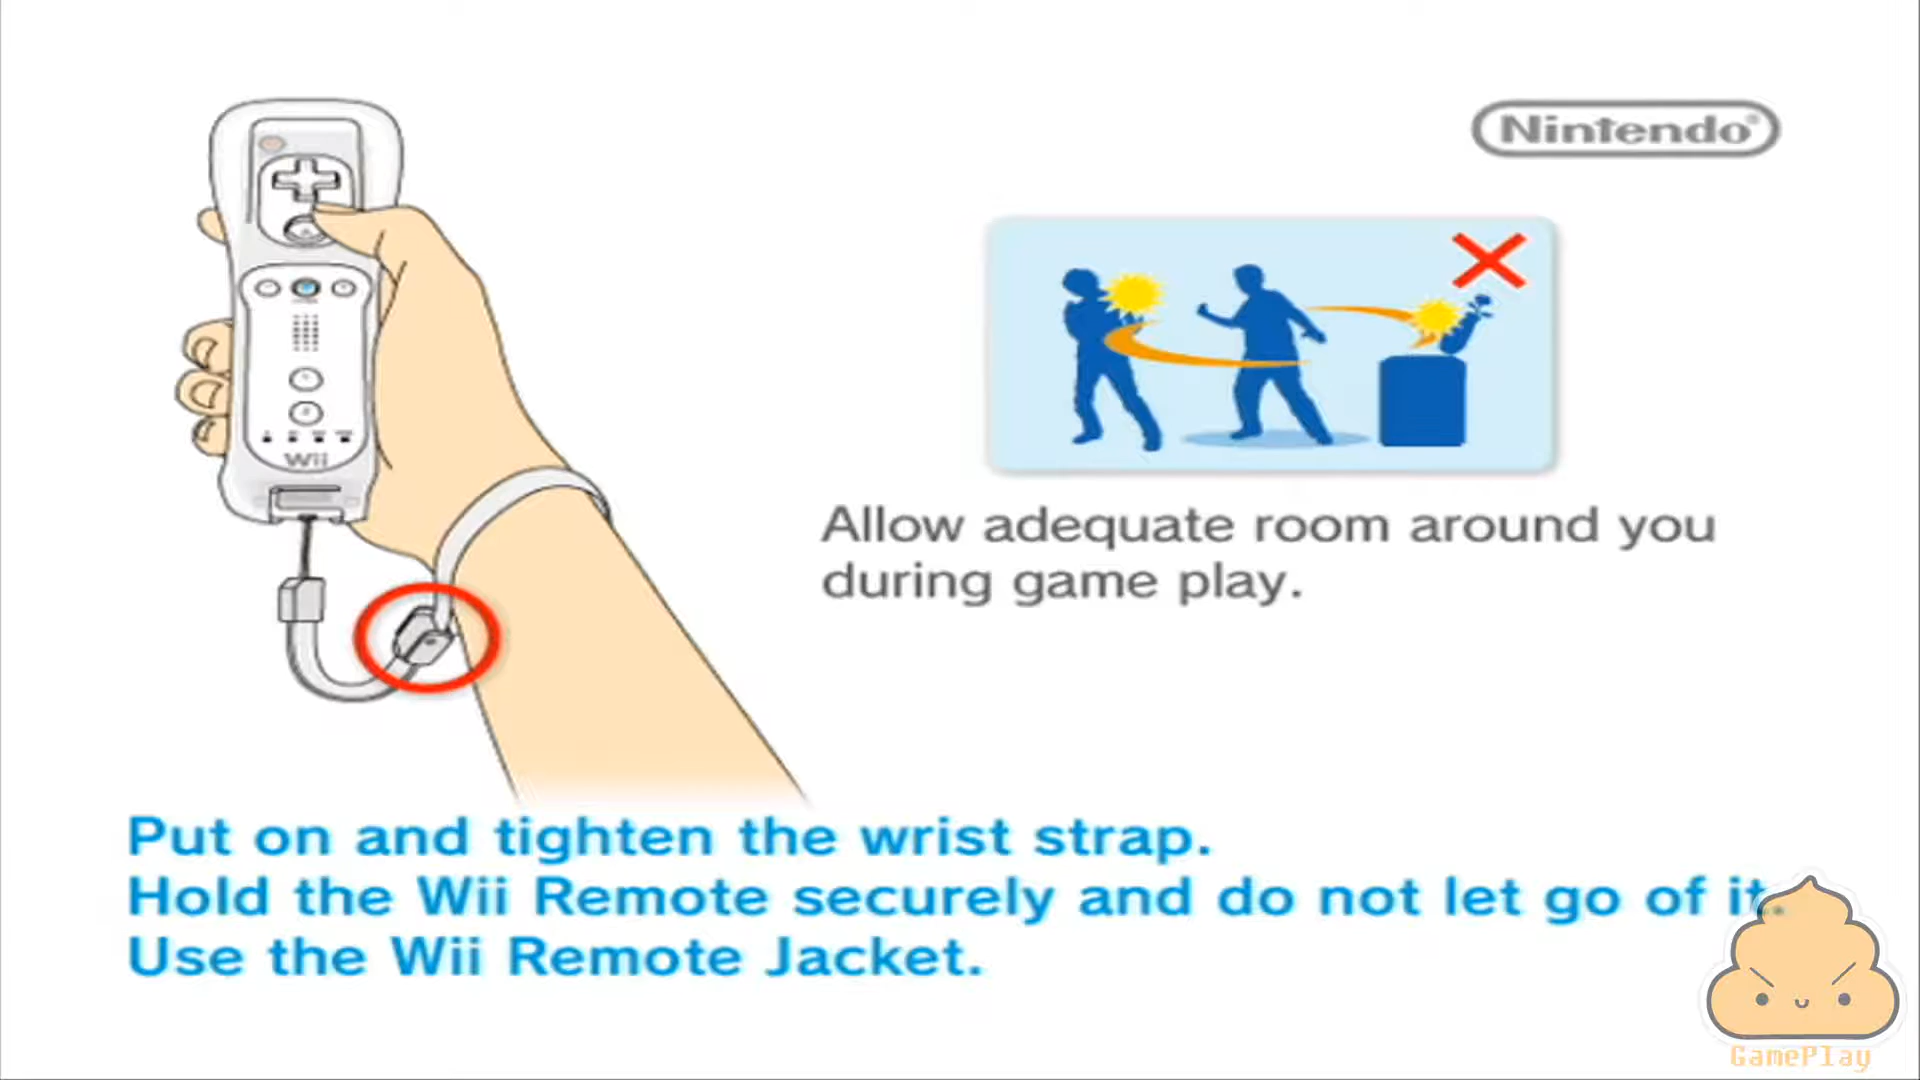 Nintendo®
Wii
Allow adequate room around you
during game play.
Put on and tighten the wrist strap.
Hold the Wii Remote securely and do not let go of it.
Use the Wii Remote Jacket.
GamePlay